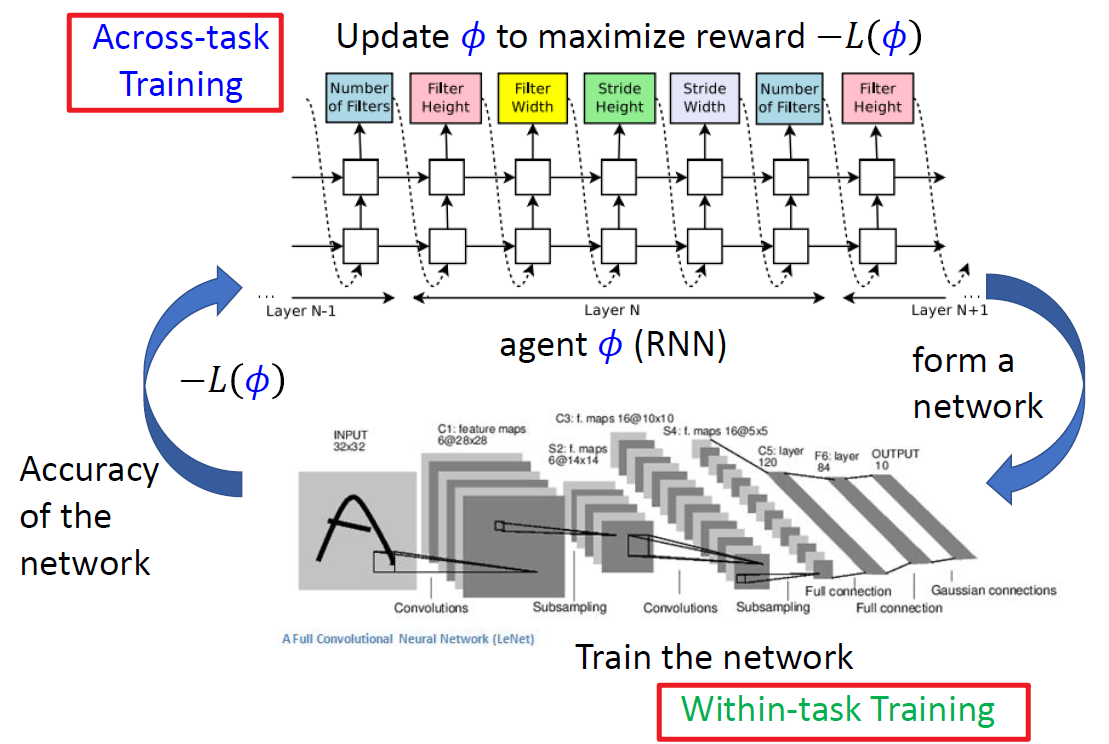 Across-task
Training
Update ϕ to maximize reward −L(ϕ)
Number
of Filters
Filter
Height
Filter
Width
Stride
Height
Stride
Width
Number
of Filters
Filter
Height
...
Layer N-1
Layer N
...
Layer N+1
agent ϕ (RNN)
−L(ϕ)
form a
network
Accuracy
of the
network
INPUT
32x32
C1: feature maps
6@28x28
S2: f. maps
6@14x14
C3: f. maps 16@10x10
S4: f. maps 16@5x5
C5: layer
120
F6: layer
84
OUTPUT
10
Convolutions
Subsampling
Convolutions
Subsampling
Full connection
Full connection
Gaussian connections
A Full Convolutional Neural Network (LeNet)
Train the network
Within-task Training